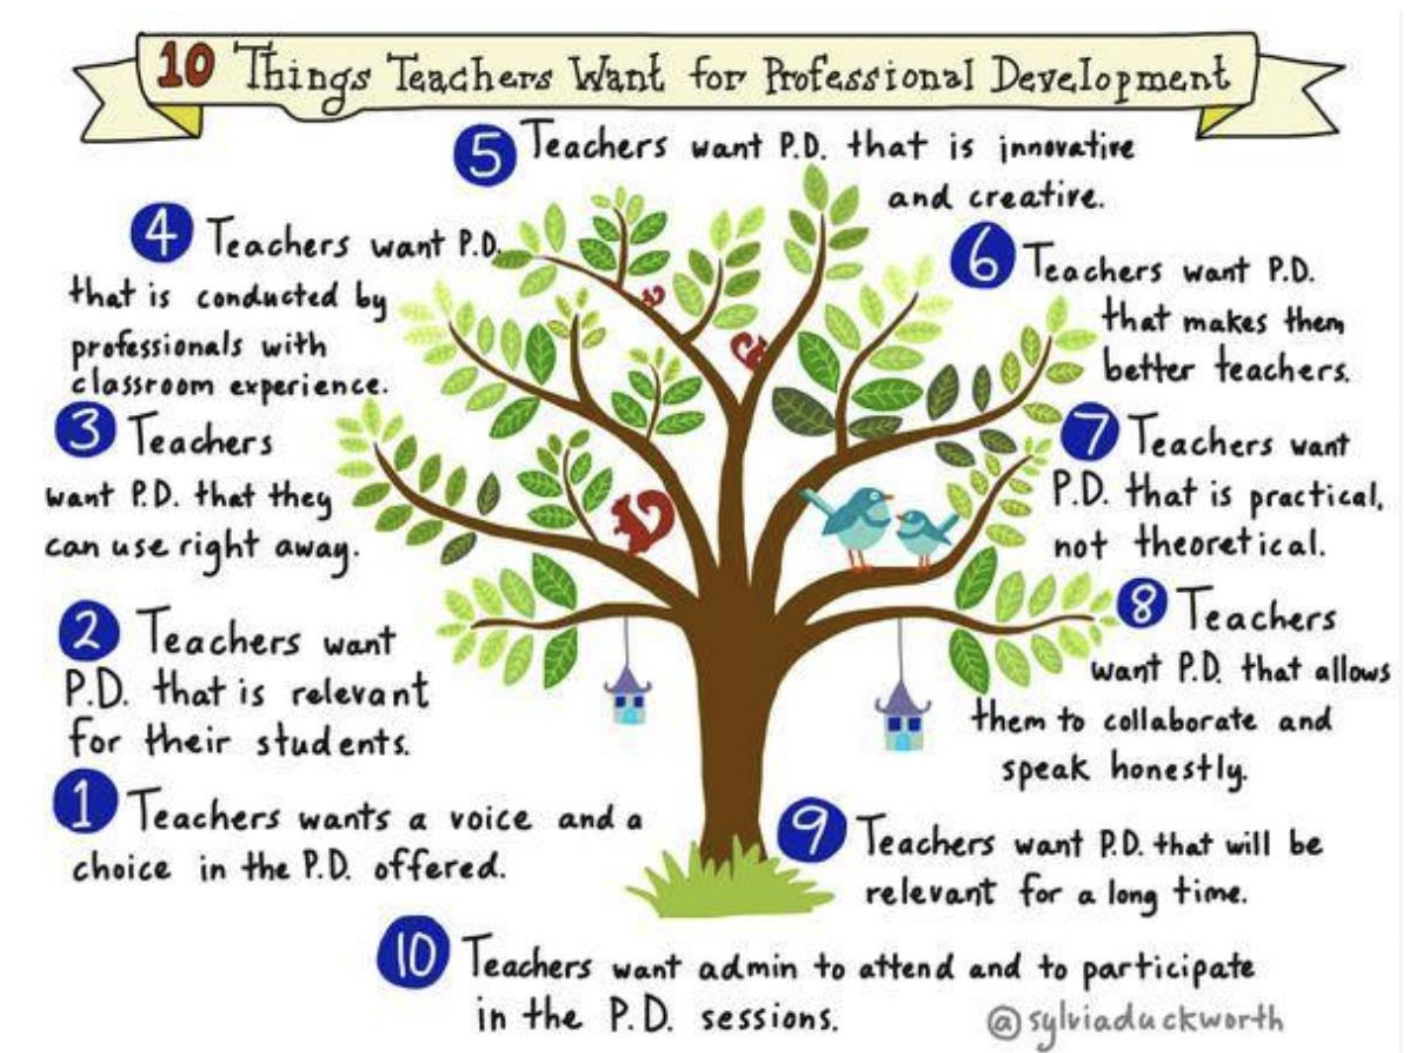 10 Things Teachers Want for Professional Development
5 Teachers want P.D. that is innovative
and creative.
4 Teachers want P.D.
that is conducted by
professionals with
classroom experience.
6 Teachers want P.D.
that makes them
better teachers.
3 Teachers
want P.D. that they
can use right away.
7 Teachers want
P.D. that is practical,
not theoretical.
2 Teachers want
P.D. that is relevant
for their students.
8 Teachers
want P.D. that allows
them to collaborate and
speak honestly.
1 Teachers wants a voice and a
choice in the P.D. offered.
9 Teachers want P.D. that will be
relevant for a long time.
10 Teachers want admin to attend and to participate
in the P.D. sessions.
@sylviaduckworth